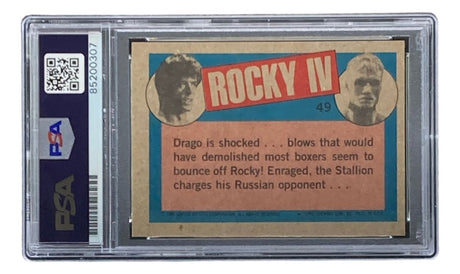 85200307
PSA
PSA
ROCKY IV
49
Drago is shocked . . . blows that would
have demolished most boxers seem to
bounce off Rocky! Enraged, the Stallion
charges his Russian opponent . . .